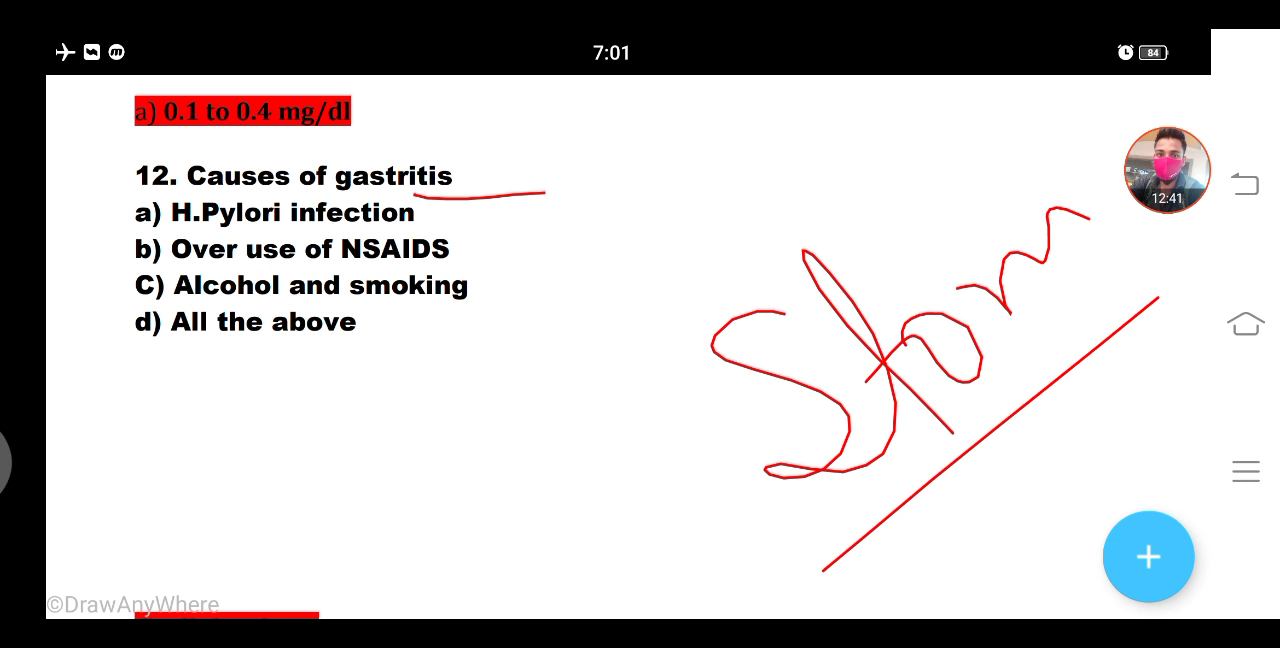 7:01
84
a) 0.1 to 0.4 mg/dl
12. Causes of gastritis
a) H.Pylori infection
b) Over use of NSAIDS
C) Alcohol and smoking
d) All the above
12:41
Stom
©DrawAnyWhere